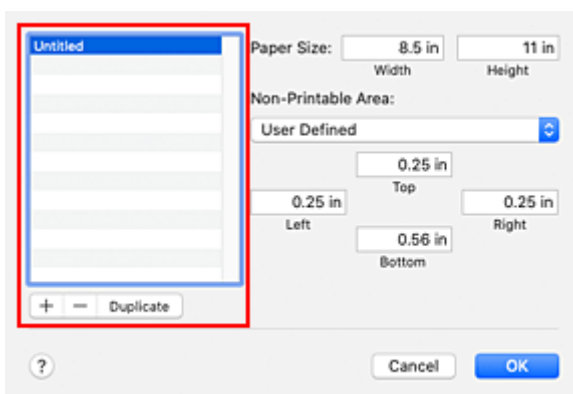 Untitled
Paper Size: 8.5 in 11 in
Width Height
Non-Printable Area:
User Defined
0.25 in
Top
0.25 in 0.25 in
Left Right
0.56 in
Bottom
+ − Duplicate
? Cancel OK